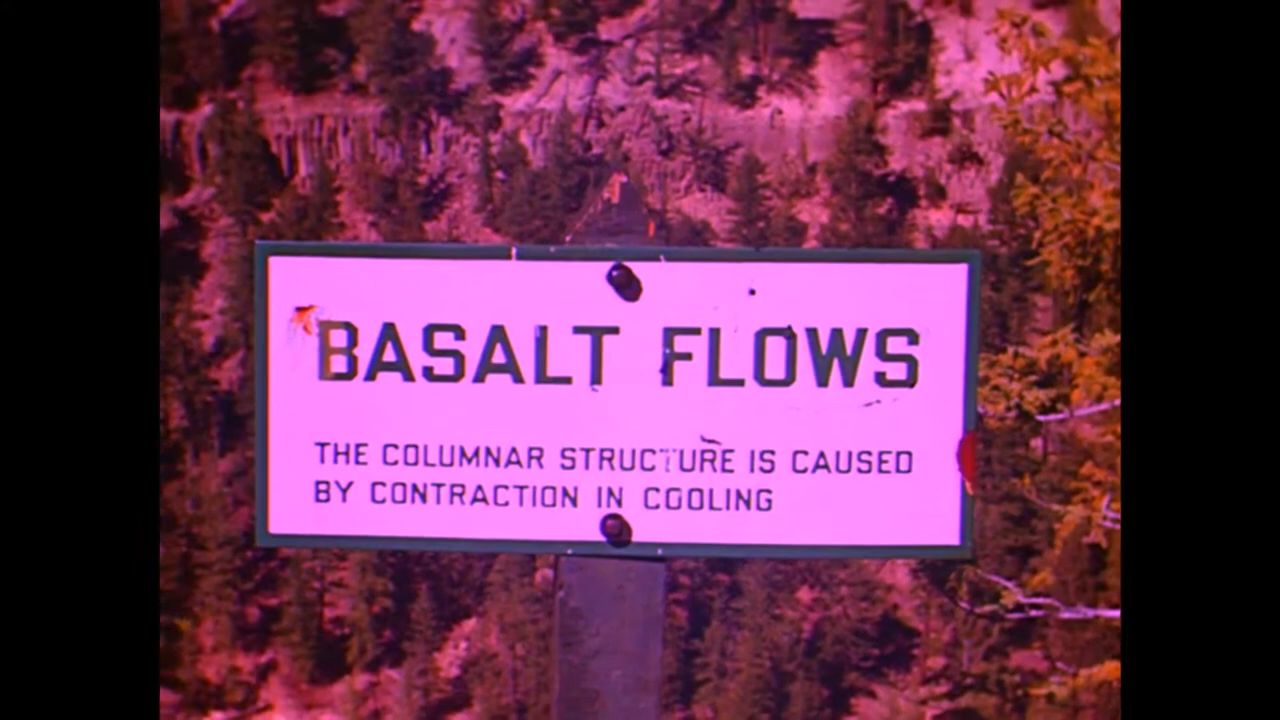 BASALT FLOWS
THE COLUMNAR STRUCTURE IS CAUSED
BY CONTRACTION IN COOLING